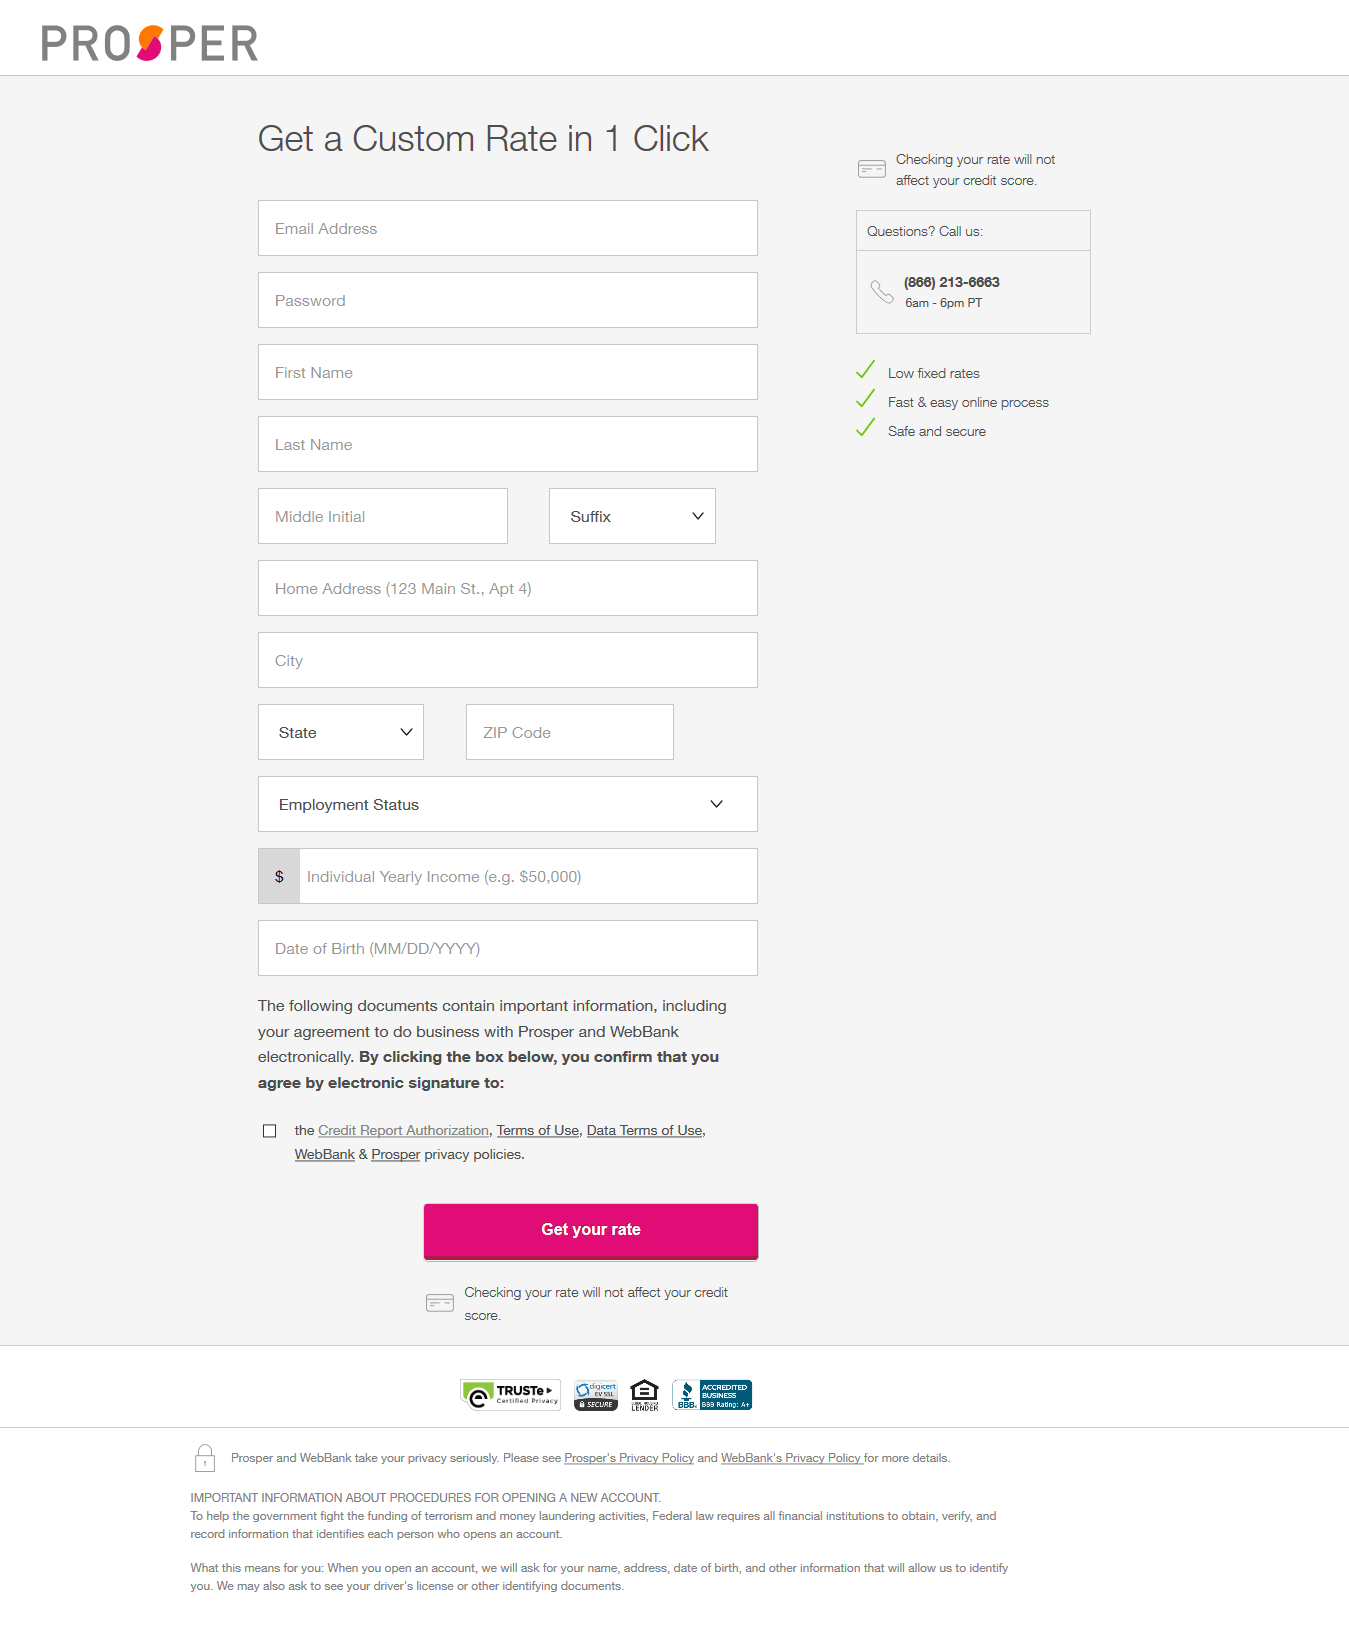 PROSPER
Get a Custom Rate in 1 Click
Email Address
Password
First Name
Last Name
Middle Initial
Suffix
Home Address (123 Main St., Apt 4)
City
State
ZIP Code
Employment Status
$ Individual Yearly Income (e.g. $50,000)
Date of Birth (MM/DD/YYYY)
The following documents contain important information, including
your agreement to do business with Prosper and WebBank
electronically. By clicking the box below, you confirm that you
agree by electronic signature to:
the Credit Report Authorization, Terms of Use, Data Terms of Use,
WebBank & Prosper privacy policies.
Get your rate
Checking your rate will not affect your credit
score.
Checking your rate will not
affect your credit score.
Questions? Call us:
(866) 213-6663
6am - 6pm PT
Low fixed rates
Fast & easy online process
Safe and secure
TRUSTe
Certified Privacy
digicert
EV SSL
SECURE
LENDER
BBB.
ACCREDITED
BUSINESS
BBB Rating: A+
Prosper and WebBank take your privacy seriously. Please see Prosper's Privacy Policy and WebBank's Privacy Policy for more details.
IMPORTANT INFORMATION ABOUT PROCEDURES FOR OPENING A NEW ACCOUNT.
To help the government fight the funding of terrorism and money laundering activities, Federal law requires all financial institutions to obtain, verify, and
record information that identifies each person who opens an account.
What this means for you: When you open an account, we will ask for your name, address, date of birth, and other information that will allow us to identify
you. We may also ask to see your driver's license or other identifying documents.